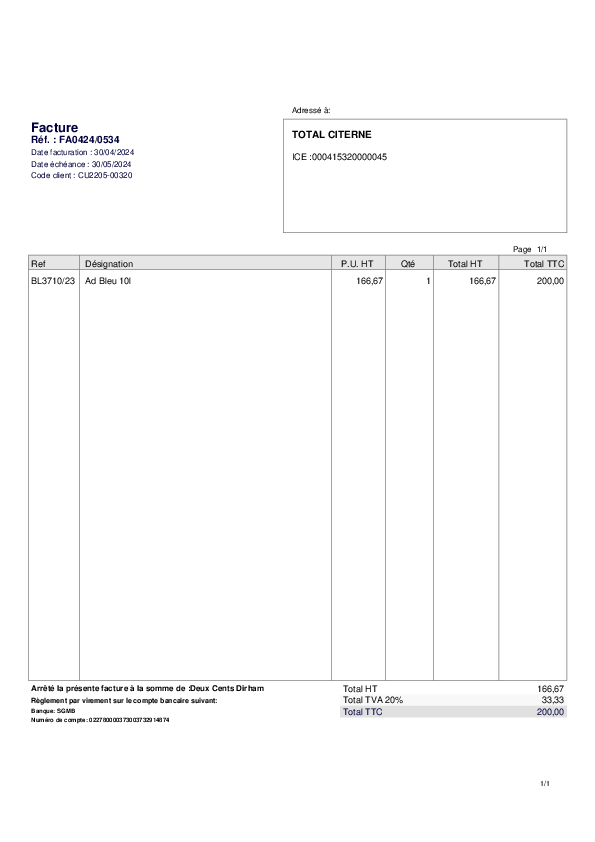 Adressé à:
Facture
Réf. : FA0424/0534
Date facturation : 30/04/2024
Date échéance : 30/05/2024
Code client : CU2205-00320
TOTAL CITERNE
ICE :000415320000045
Page 1/1
Ref Désignation P.U. HT Qté Total HT Total TTC
BL3710/23 Ad Bleu 10l 166,67 1 166,67 200,00
Arrêté la présente facture à la somme de :Deux Cents Dirham
Règlement par virement sur le compte bancaire suivant:
Banque: SGMB
Numéro de compte: 022780000373003732914874
Total HT 166,67
Total TVA 20% 33,33
Total TTC 200,00
1/1